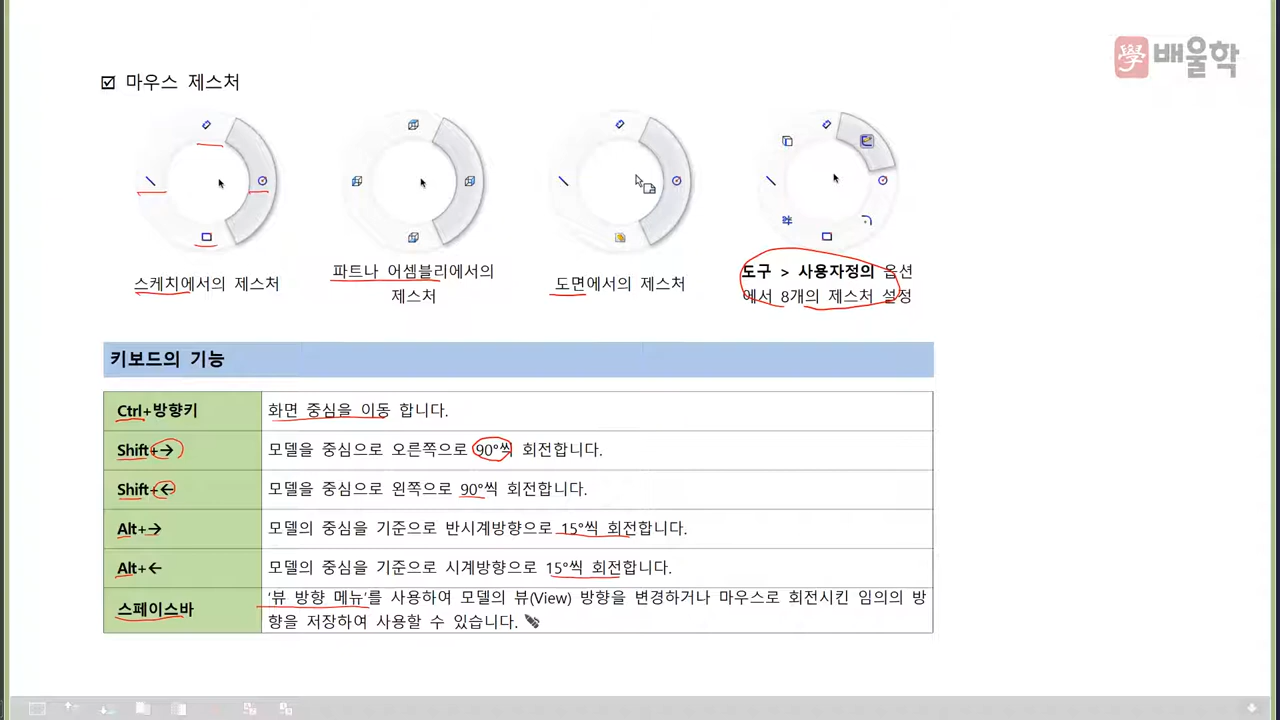 學 배울학
☑ 마우스 제스처
스케치에서의 제스처
파트나 어셈블리에서의
제스처
도면에서의 제스처
도구 > 사용자정의 옵션
에서 8개의 제스처 설정
키보드의 기능
Ctrl+방향키 화면 중심을 이동 합니다.
Shift+→ 모델을 중심으로 오른쪽으로 90°씩 회전합니다.
Shift+← 모델을 중심으로 왼쪽으로 90°씩 회전합니다.
Alt+→ 모델의 중심을 기준으로 반시계방향으로 15°씩 회전합니다.
Alt+← 모델의 중심을 기준으로 시계방향으로 15°씩 회전합니다.
스페이스바 ‘뷰 방향 메뉴’를 사용하여 모델의 뷰(View) 방향을 변경하거나 마우스로 회전시킨 임의의 방
향을 저장하여 사용할 수 있습니다.